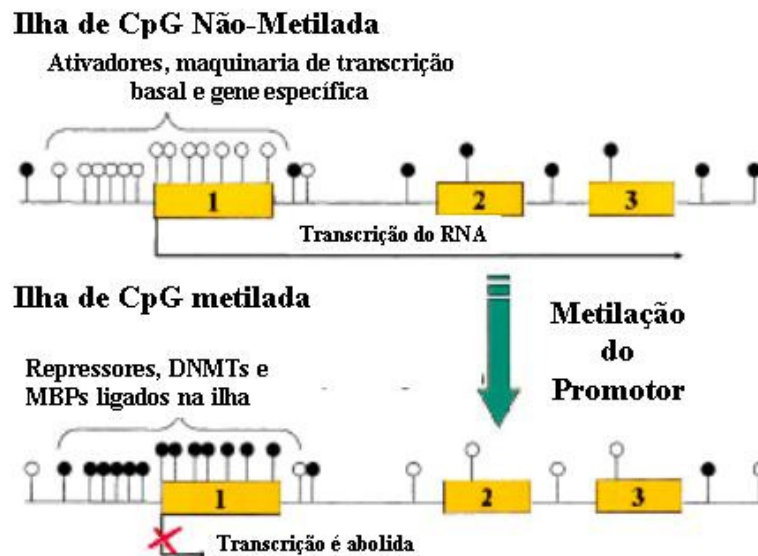 Ilha de CpG Não-Metilada
Ativadores, maquinaria de transcrição
basal e gene específica
1
2
3
Transcrição do RNA
Ilha de CpG metilada
Metilação
do
Promotor
Repressores, DNMTs e
MBPs ligados na ilha
1
2
3
Transcrição é abolida